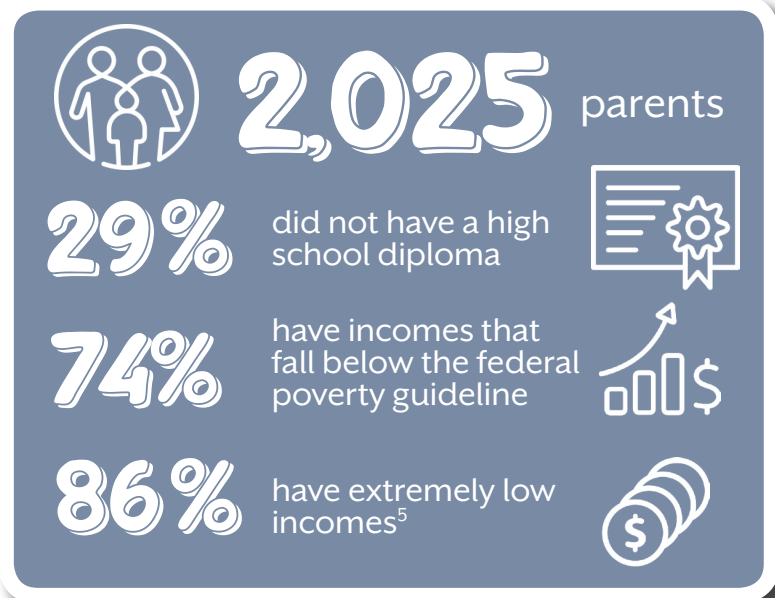 2,025 parents
29% did not have a high
school diploma
74% have incomes that
fall below the federal
poverty guideline
$
86% have extremely low
incomes5
$